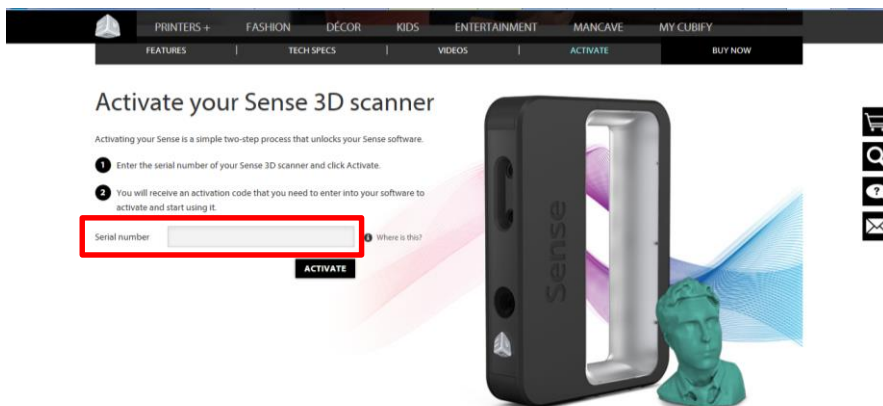 PRINTERS + FASHION DÉCOR KIDS ENTERTAINMENT MANCAVE MY CUBIFY
FEATURES | TECH SPECS | VIDEOS | ACTIVATE BUY NOW
Activate your Sense 3D scanner
Activating your Sense is a simple two-step process that unlocks your Sense software.
1 Enter the serial number of your Sense 3D scanner and click Activate.
2 You will receive an activation code that you need to enter into your software to
activate and start using it.
Serial number Where is this?
ACTIVATE
Sense